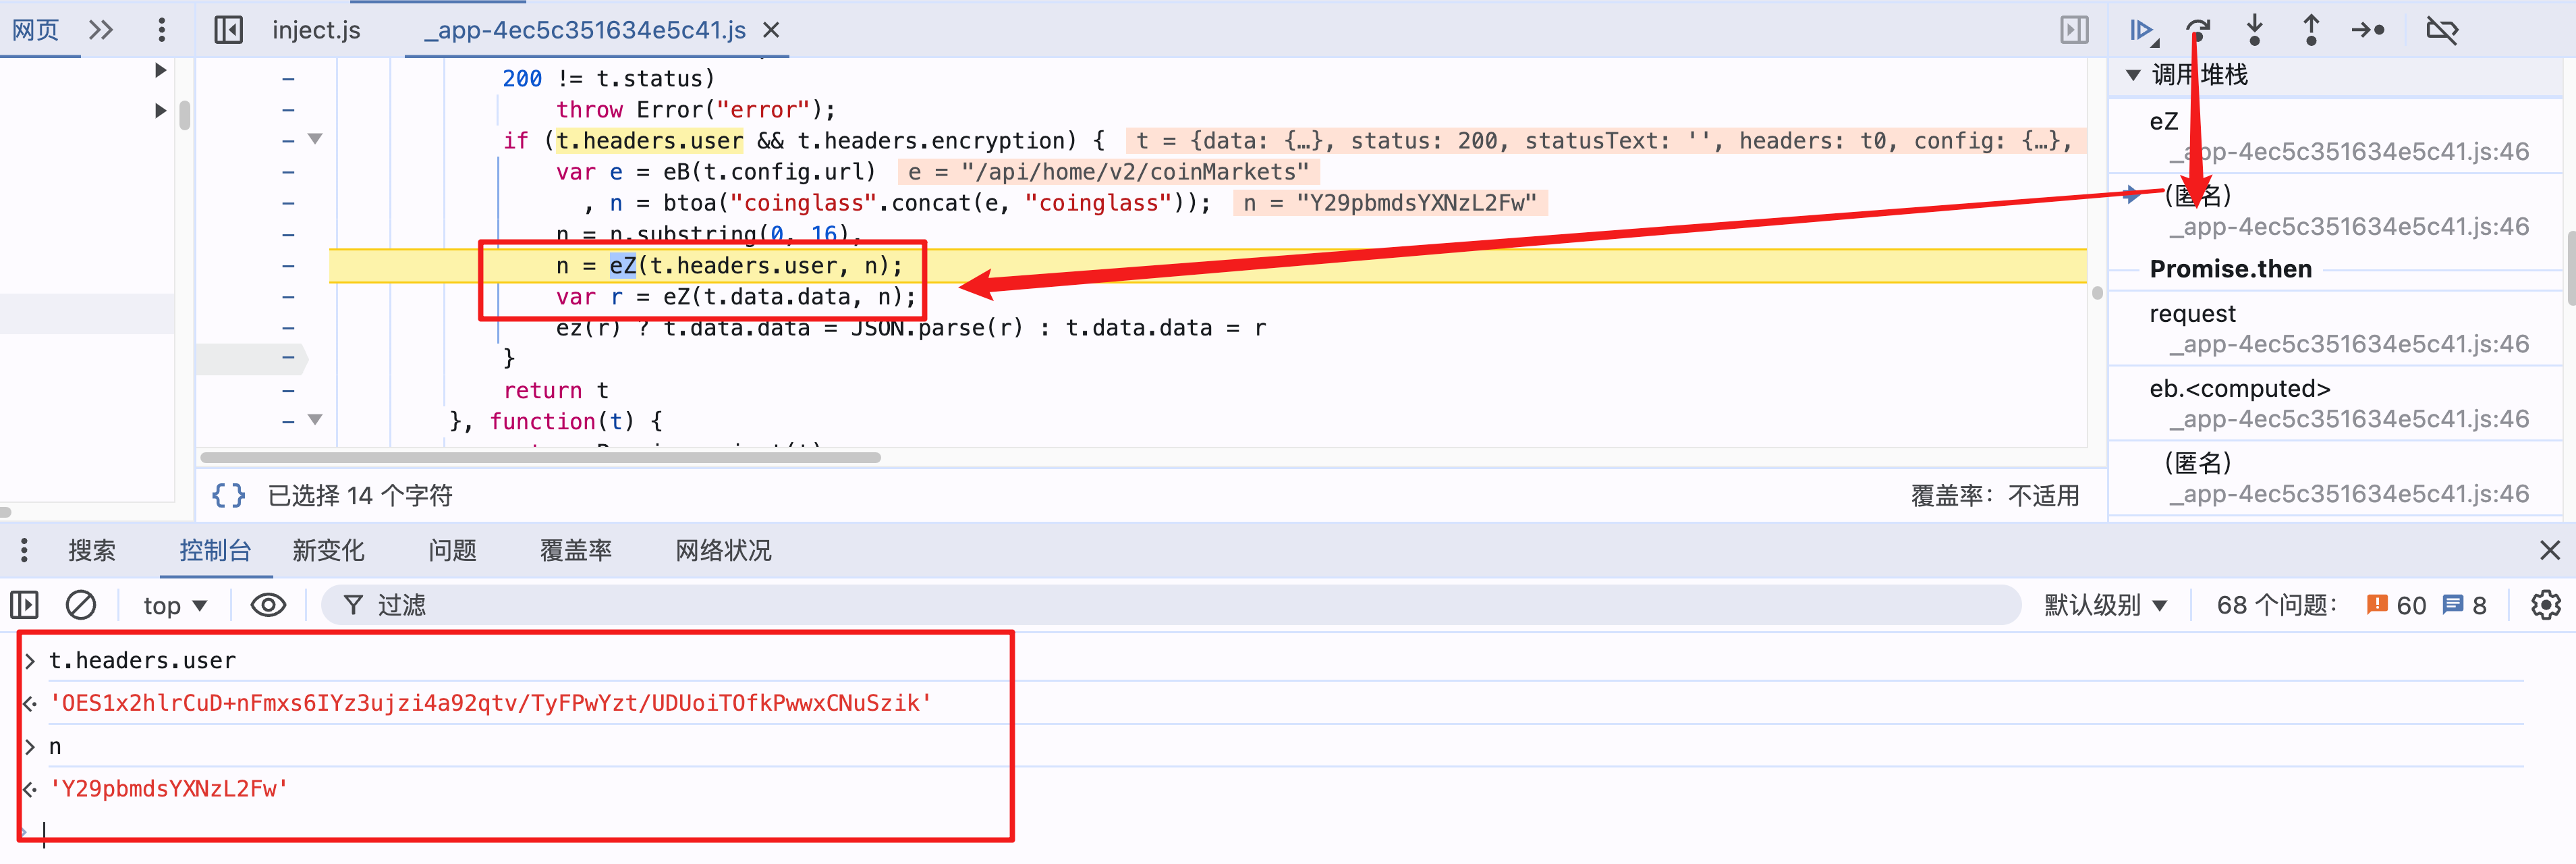 网页
inject.js
_app-4ec5c351634e5c41.js
200 != t.status)
throw Error("error");
if (t.headers.user && t.headers.encryption) { t = {data: {…}, status: 200, statusText: '', headers: t0, config: {…},
var e = eB(t.config.url) e = "/api/home/v2/coinMarkets"
, n = btoa("coinglass".concat(e, "coinglass")); n = "Y29pbmdsYXNzL2Fw"
n = n.substring(0, 16),
n = eZ(t.headers.user, n);
var r = eZ(t.data.data, n);
ez(r) ? t.data.data = JSON.parse(r) : t.data.data = r
}
return t
}, function(t) {
{} 已选择 14 个字符
覆盖率：不适用
调用堆栈
eZ
_app-4ec5c351634e5c41.js:46
(匿名)
_app-4ec5c351634e5c41.js:46
Promise.then
request
_app-4ec5c351634e5c41.js:46
eb.<computed>
_app-4ec5c351634e5c41.js:46
(匿名)
_app-4ec5c351634e5c41.js:46
搜索 控制台 新变化 问题 覆盖率 网络状况
top 过滤 默认级别 68 个问题： 60 8
t.headers.user
'OES1x2hlrCuD+nFmxs6IYz3ujzi4a92qtv/TyFPwYzt/UDUoiTOfkPwwxCNuSzik'
n
'Y29pbmdsYXNzL2Fw'